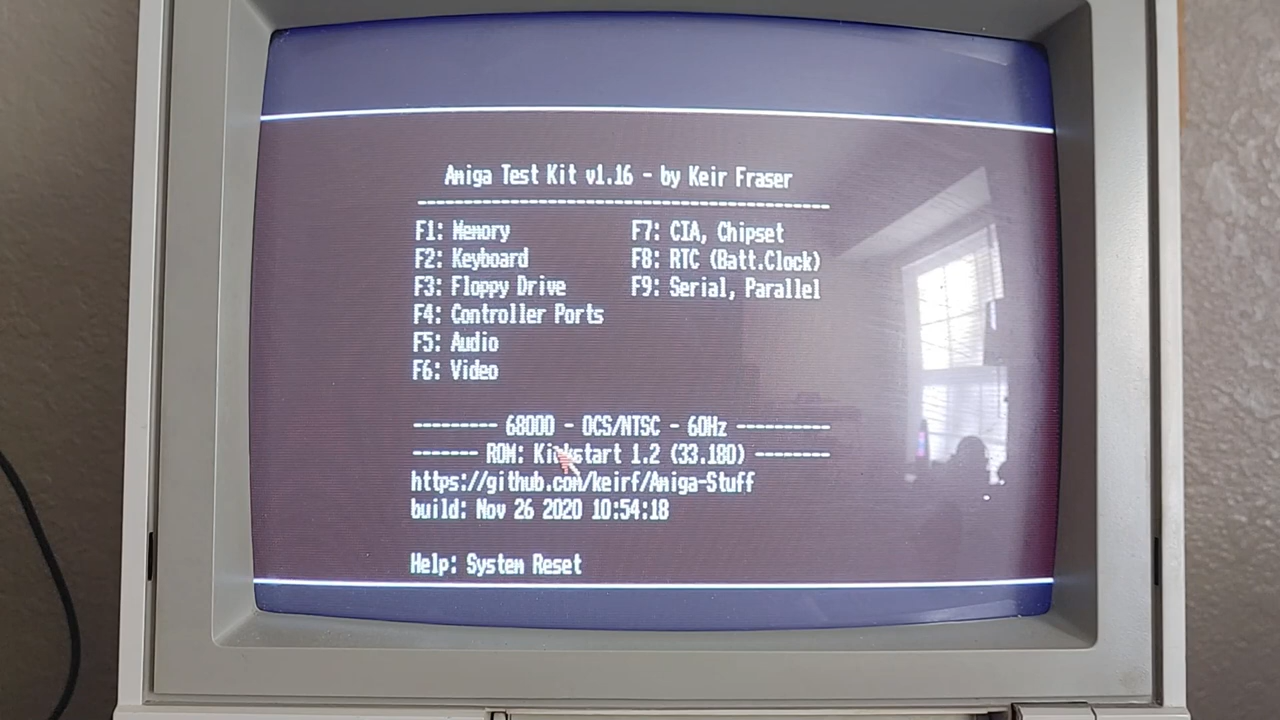 Amiga Test Kit v1.16 - by Keir Fraser
--------------------------------------------
F1: Memory F7: CIA, Chipset
F2: Keyboard F8: RTC (Batt.Clock)
F3: Floppy Drive F9: Serial, Parallel
F4: Controller Ports
F5: Audio
F6: Video
--------- 68000 - OCS/NTSC - 60Hz ----------
------- ROM: Kickstart 1.2 (33.180) --------
https://github.com/keirf/Amiga-Stuff
build: Nov 26 2020 10:54:18
Help: System Reset